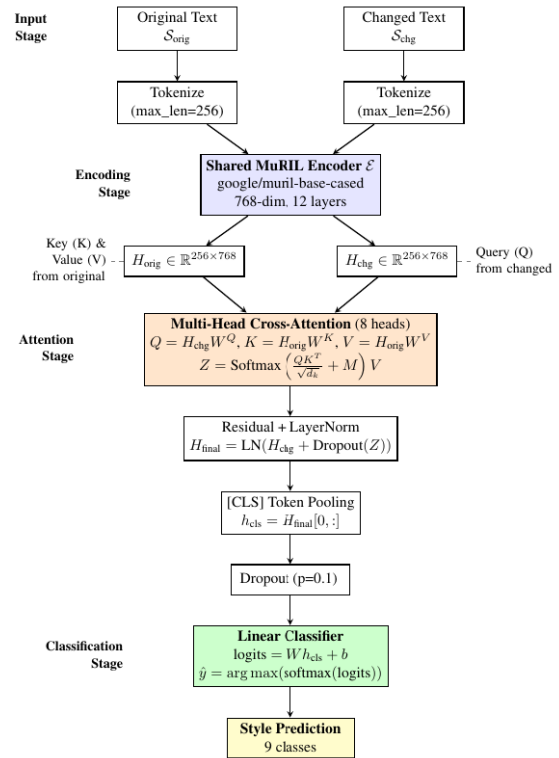 Input
Stage
Original Text
𝒮orig
Changed Text
𝒮chg
Tokenize
(max_len=256)
Tokenize
(max_len=256)
Encoding
Stage
Shared MuRIL Encoder ℰ
google/muril-base-cased
768-dim, 12 layers
Key (K) &
Value (V)
from original
H_orig ∈ ℝ^{256×768}
H_chg ∈ ℝ^{256×768}
Query (Q)
from changed
Attention
Stage
Multi-Head Cross-Attention (8 heads)
Q = H_chg W^Q, K = H_orig W^K, V = H_orig W^V
Z = Softmax (QK^T / √d_k + M) V
Residual + LayerNorm
H_final = LN(H_chg + Dropout(Z))
[CLS] Token Pooling
h_cls = H_final[0, :]
Dropout (p=0.1)
Classification
Stage
Linear Classifier
logits = W h_cls + b
ŷ = arg max(softmax(logits))
Style Prediction
9 classes